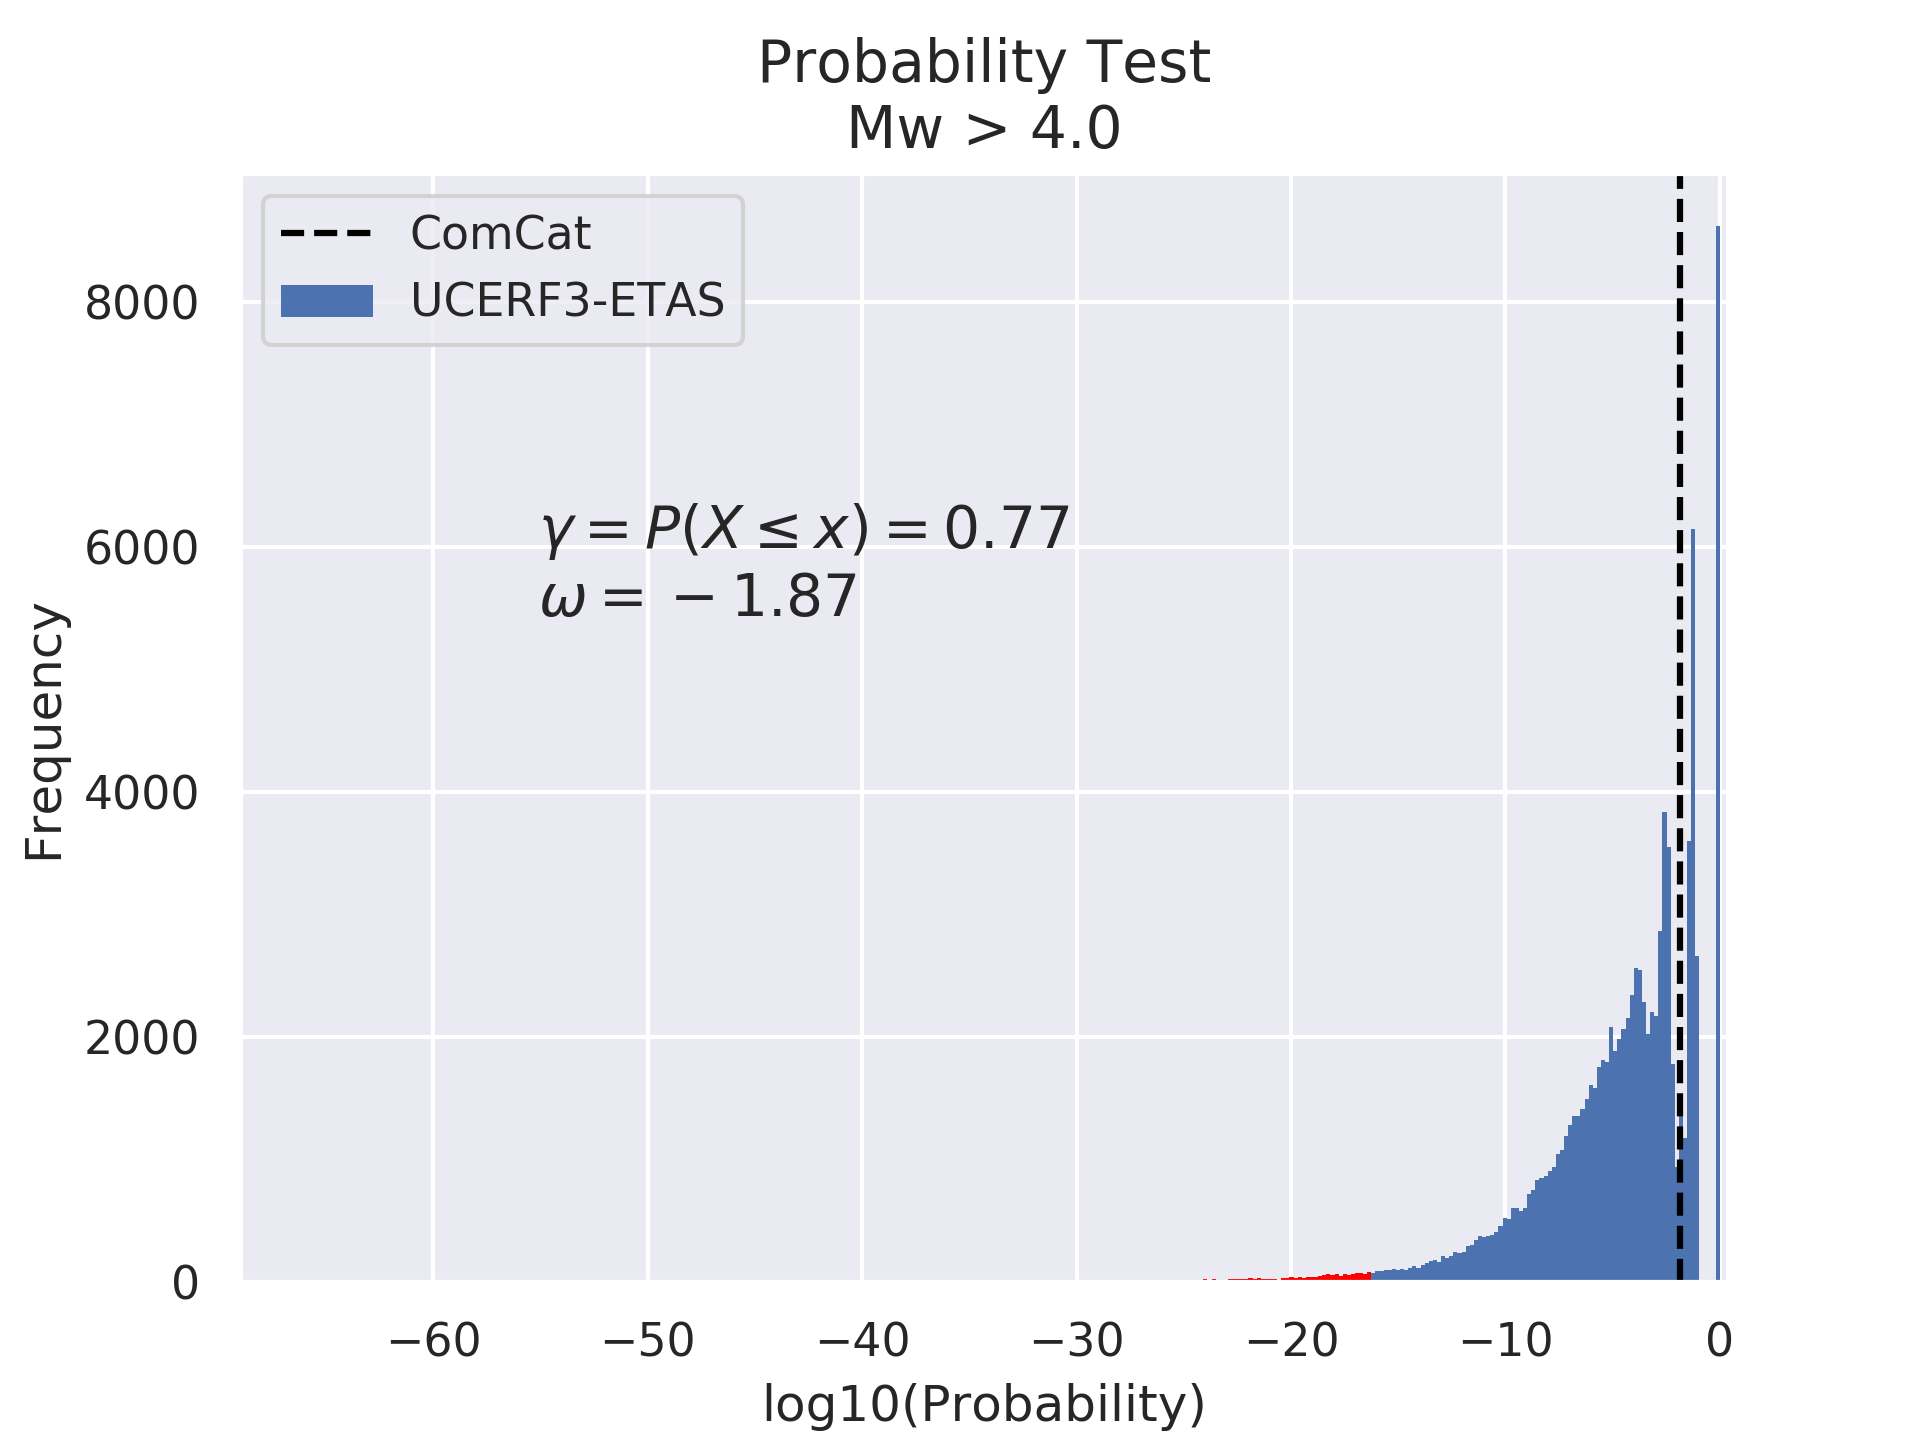 Probability Test
Mw > 4.0
ComCat
UCERF3-ETAS
γ = P(X ≤ x) = 0.77
ω = − 1.87
Frequency
8000
6000
4000
2000
0
−60 −50 −40 −30 −20 −10 0
log10(Probability)